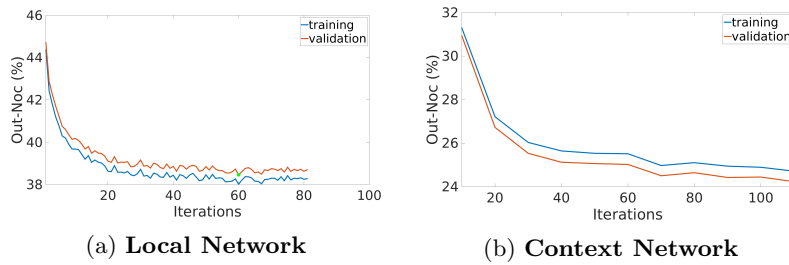 46
44
42
40
38
Out-Noc (%)
20
40
60
80
100
Iterations
training
validation
(a) Local Network
32
30
28
26
24
Out-Noc (%)
20
40
60
80
100
Iterations
training
validation
(b) Context Network